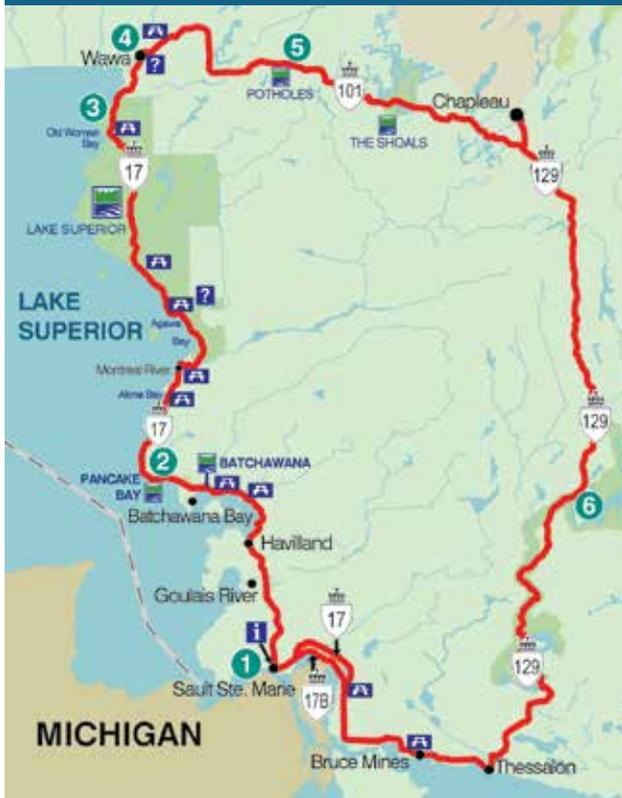 4
Wawa
?
5
POTHOLES
101
Chapleau
3
Old Woman
Bay
THE SHOALS
17
129
LAKE SUPERIOR
?
LAKE
SUPERIOR
Agawa
Bay
Montreal River
Alona Bay
17
129
2
BATCHAWANA
PANCAKE
BAY
6
Batchawana Bay
Havilland
Goulais River
17
i
1
129
Sault Ste. Marie
17B
MICHIGAN
Bruce Mines
Thessalon